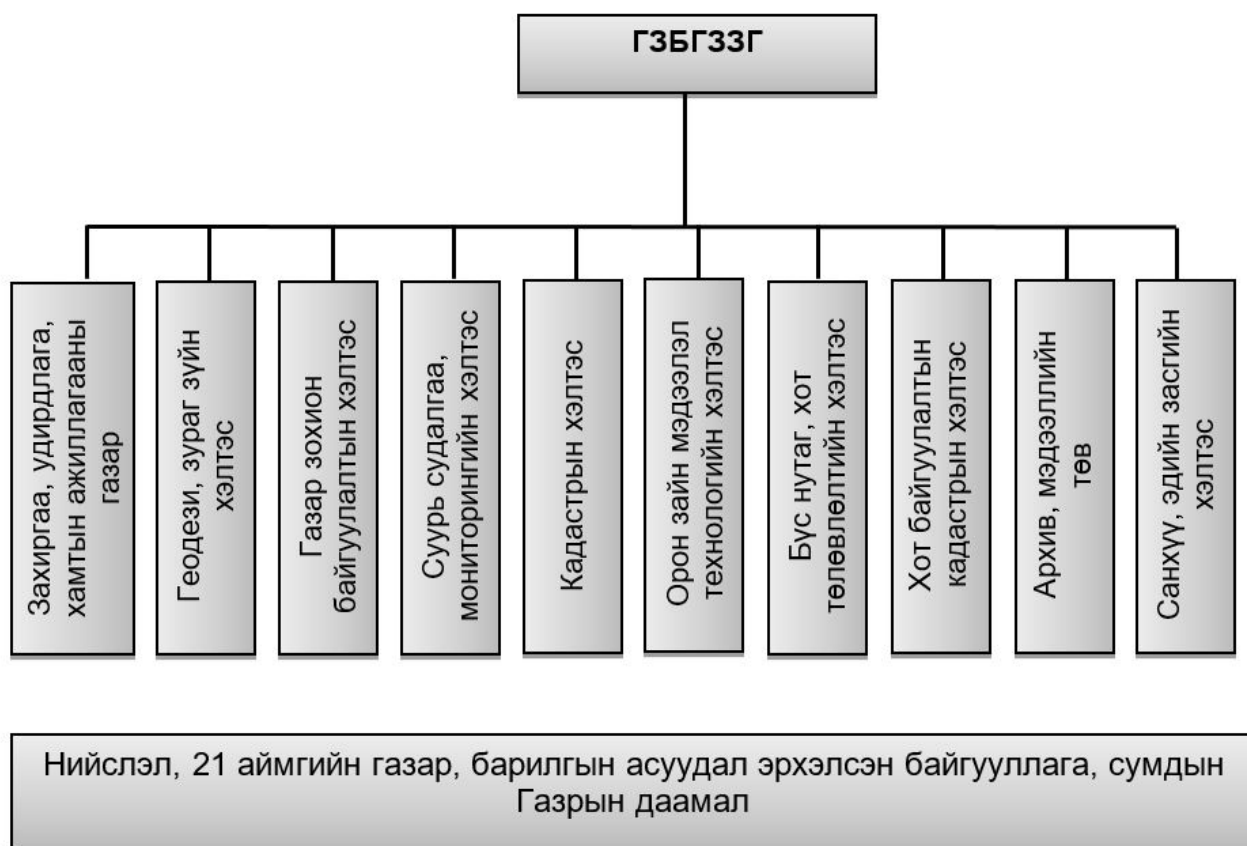 ГЗБГЗЗГ
Захиргаа, удирдлага,
хамтын ажиллагааны
газар
Геодези, зураг зүйн
хэлтэс
Газар зохион
байгуулалтын хэлтэс
Суурь судалгаа,
мониторингийн хэлтэс
Кадастрын хэлтэс
Орон зайн мэдээлэл
технологийн хэлтэс
Бүс нутаг, хот
төлөвлөлтийн хэлтэс
Хот байгуулалтын
кадастрын хэлтэс
Архив, мэдээллийн
төв
Санхүү, эдийн засгийн
хэлтэс
Нийслэл, 21 аймгийн газар, барилгын асуудал эрхэлсэн байгууллага, сумдын
Газрын даамал